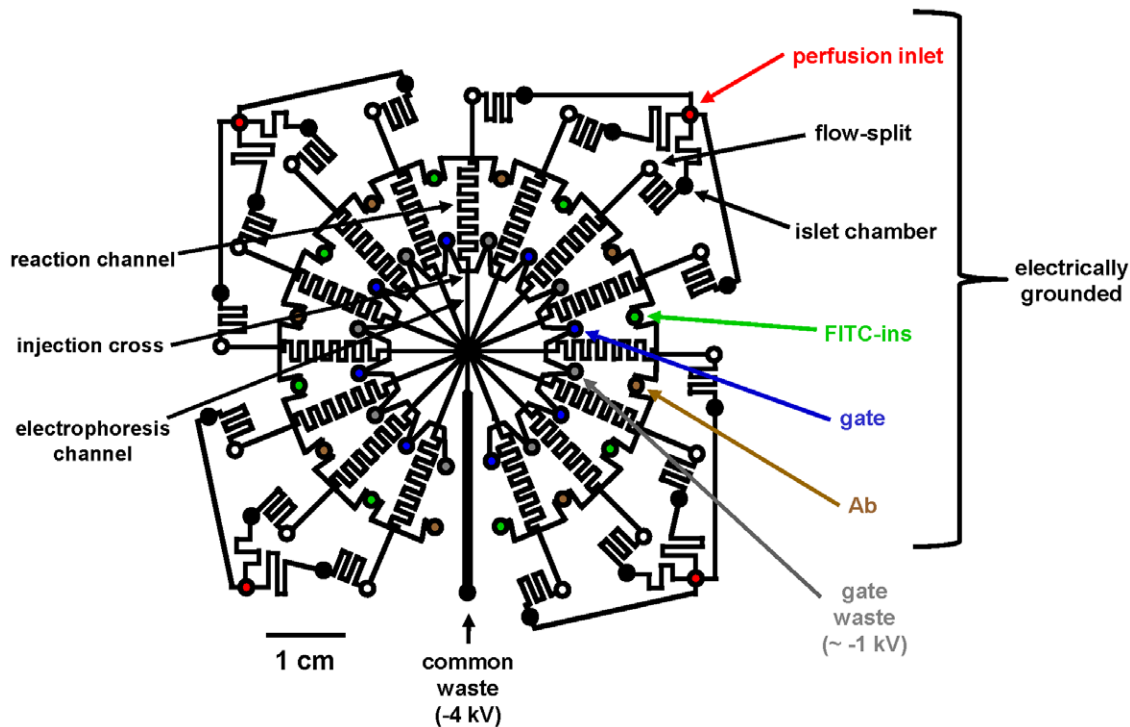 perfusion inlet
flow-split
islet chamber
electrically
grounded
FITC-ins
gate
Ab
gate
waste
(~ -1 kV)
reaction channel
injection cross
electrophoresis
channel
1 cm
common
waste
(-4 kV)